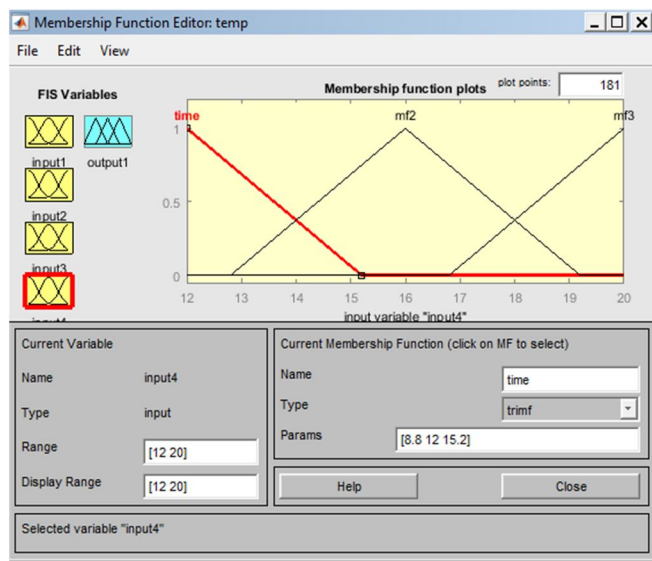 Membership Function Editor: temp
File Edit View
FIS Variables
input1 output1
input2
input3
Membership function plots plot points: 181
time mf2 mf3
1
0.5
0
12 13 14 15 16 17 18 19 20
input variable "input4"
Current Variable
Name input4
Type input
Range [12 20]
Display Range [12 20]
Current Membership Function (click on MF to select)
Name time
Type trimf
Params [8.8 12 15.2]
Help Close
Selected variable "input4"